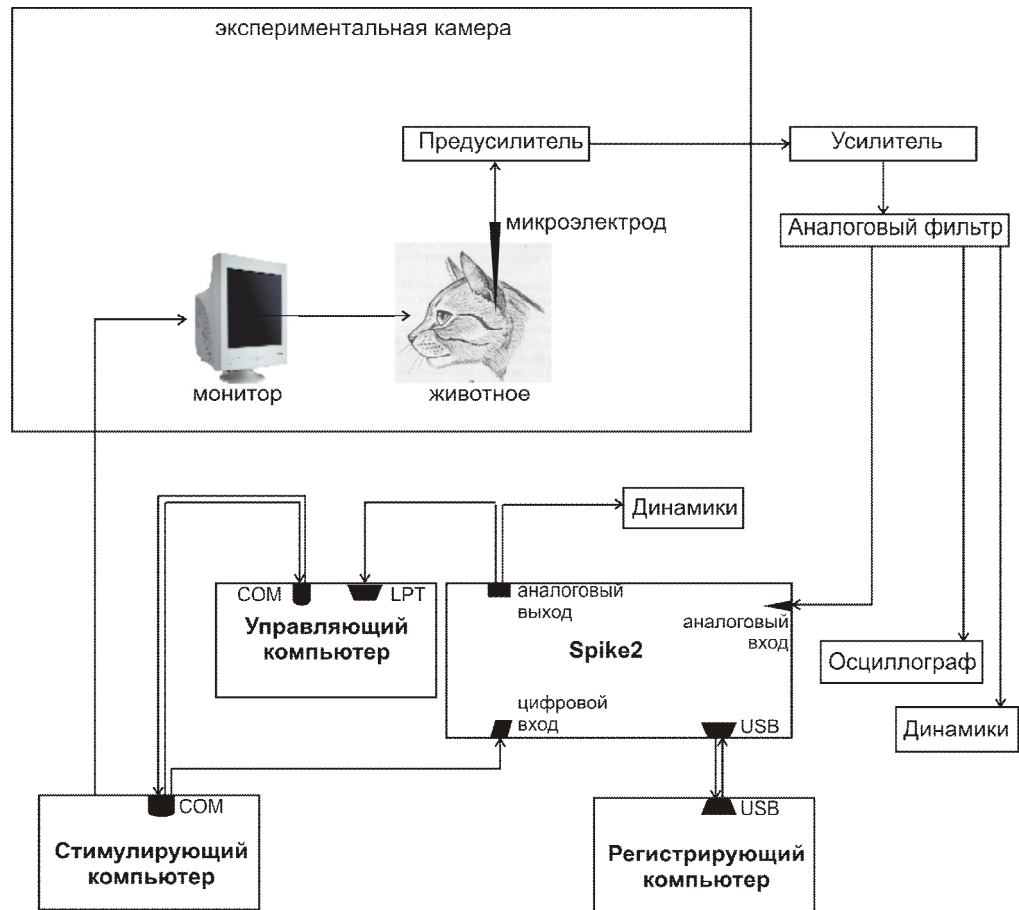 экспериментальная камера
Предусилитель
Усилитель
микроэлектрод
Аналоговый фильтр
монитор
животное
Динамики
COM
LPT
аналоговый
выход
Управляющий
компьютер
Spike2
аналоговый
вход
Осциллограф
цифровой
вход
USB
Динамики
COM
USB
Стимулирующий
компьютер
Регистрирующий
компьютер